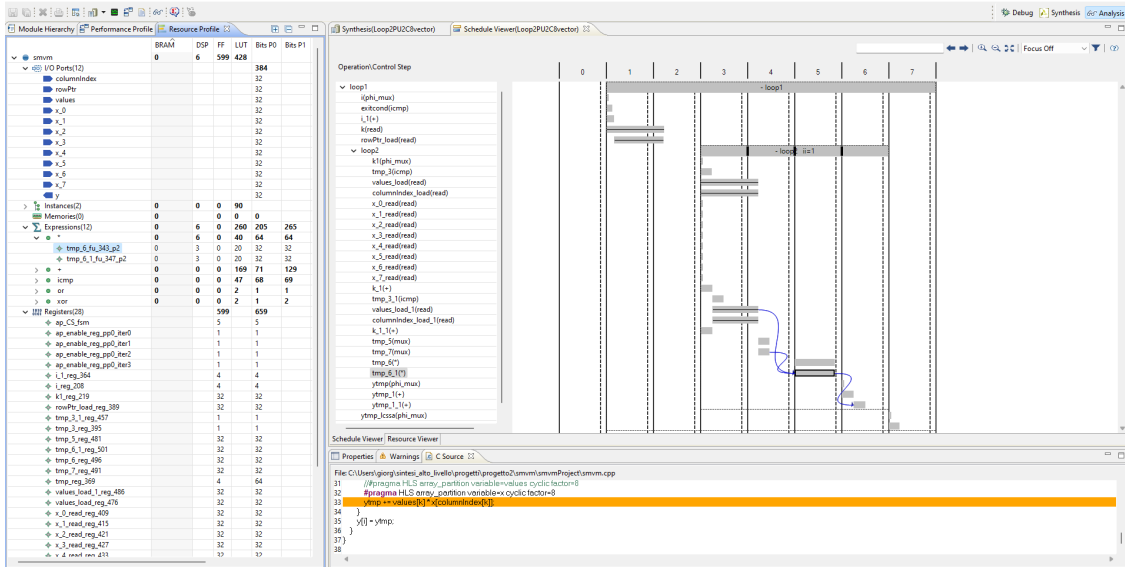 Debug Synthesis Analysis
Module Hierarchy Performance Profile Resource Profile
BRAM DSP FF LUT Bits P0 Bits P1
smvm 0 6 599 428
I/O Ports(12) 384
columnIndex 32
rowPtr 32
values 32
x_0 32
x_1 32
x_2 32
x_3 32
x_4 32
x_5 32
x_6 32
x_7 32
y 32
Instances(2) 0 0 0 90
Memories(0) 0 0 0 0
Expressions(12) 0 6 0 260 205 265
* 0 6 0 40 64 64
tmp_6_fu_343_p2 0 3 0 20 32 32
tmp_6_1_fu_347_p2 0 3 0 20 32 32
+ 0 0 0 169 71 129
icmp 0 0 0 47 68 69
or 0 0 0 2 1 1
xor 0 0 0 2 1 2
Registers(28) 599 659
ap_CS_fsm 5 5
ap_enable_reg_pp0_iter0 1 1
ap_enable_reg_pp0_iter1 1 1
ap_enable_reg_pp0_iter2 1 1
ap_enable_reg_pp0_iter3 1 1
i_1_reg_364 4 4
i_reg_208 4 4
k1_reg_219 32 32
rowPtr_load_reg_389 32 32
tmp_3_1_reg_457 1 1
tmp_3_reg_395 1 1
tmp_5_reg_481 32 32
tmp_6_1_reg_501 32 32
tmp_6_reg_496 32 32
tmp_7_reg_491 32 32
tmp_reg_369 4 64
values_load_1_reg_486 32 32
values_load_reg_476 32 32
x_0_read_reg_409 32 32
x_1_read_reg_415 32 32
x_2_read_reg_421 32 32
x_3_read_reg_427 32 32
x_4_read_reg_433 32 32
Synthesis(Loop2PU2C8vector) Schedule Viewer(Loop2PU2C8vector)
Focus Off
Operation\Control Step 0 1 2 3 4 5 6 7
loop1 - loop1
i(phi_mux)
exitcond(icmp)
i_1(+)
k(read)
rowPtr_load(read)
loop2 - loop ii=1
k1(phi_mux)
tmp_3(icmp)
values_load(read)
columnIndex_load(read)
x_0_read(read)
x_1_read(read)
x_2_read(read)
x_3_read(read)
x_4_read(read)
x_5_read(read)
x_6_read(read)
x_7_read(read)
k_1(+)
tmp_3_1(icmp)
values_load_1(read)
columnIndex_load_1(read)
k_1_1(+)
tmp_5(mux)
tmp_7(mux)
tmp_6(*)
tmp_6_1(*)
ytmp(phi_mux)
ytmp_1(+)
ytmp_1_1(+)
ytmp_lcssa(phi_mux)
Schedule Viewer Resource Viewer
Properties Warnings C Source
File: C:\Users\giorg\sintesi_alto_livello\progetti\progetto2\smvm\smvmProject\smvm.cpp
31 //#pragma HLS array_partition variable=values cyclic factor=8
32 #pragma HLS array_partition variable=x cyclic factor=8
33 ytmp += values[k] * x[columnIndex[k]];
34 }
35 y[i] = ytmp;
36 }
37 }
38